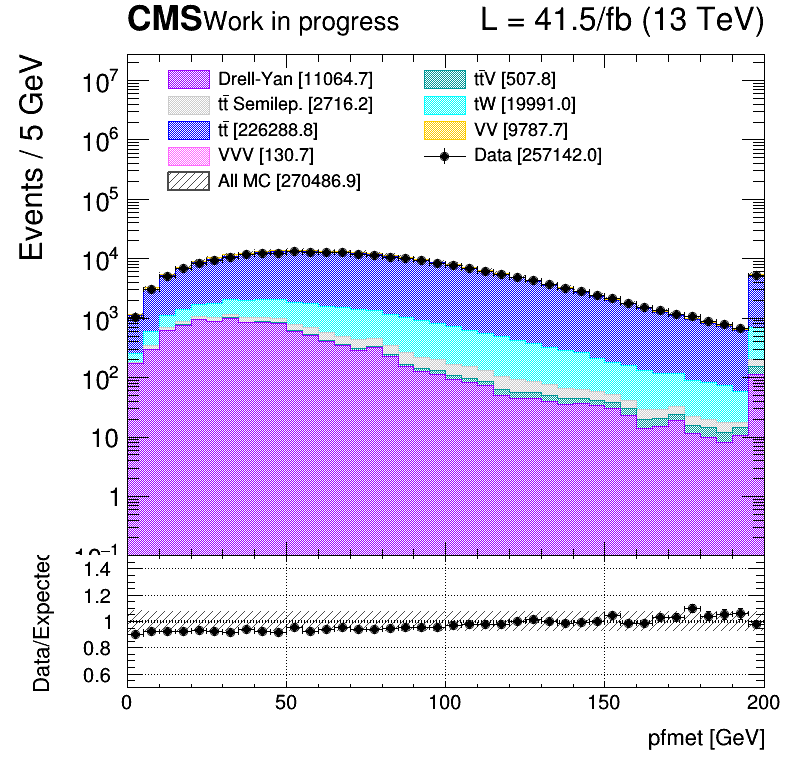 CMS Work in progress L = 41.5/fb (13 TeV)
Events / 5 GeV
Drell-Yan [11064.7] tt̄V [507.8]
tt̄ Semilep. [2716.2] tW [19991.0]
tt̄ [226288.8] VV [9787.7]
VVV [130.7] Data [257142.0]
All MC [270486.9]
10⁷
10⁶
10⁵
10⁴
10³
10²
10
1
10⁻¹
Data/Expected
1.4
1.2
1
0.8
0.6
0 50 100 150 200
pfmet [GeV]